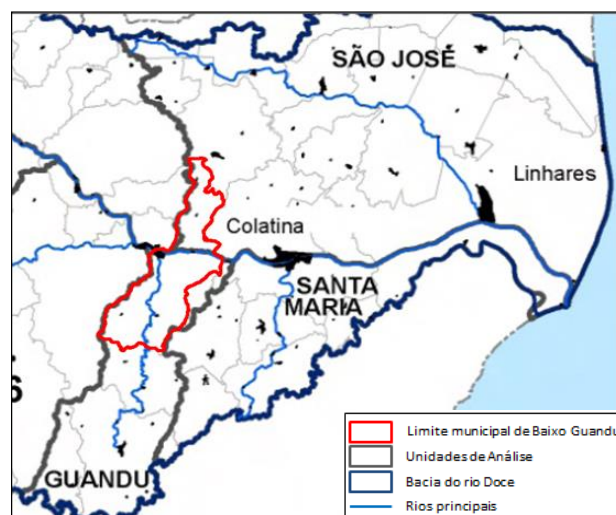 SÃO JOSÉ
Linhares
Colatina
SANTA
MARIA
6
GUANDU
Limite municipal de Baixo Guandu
Unidades de Análise
Bacia do rio Doce
Rios principais